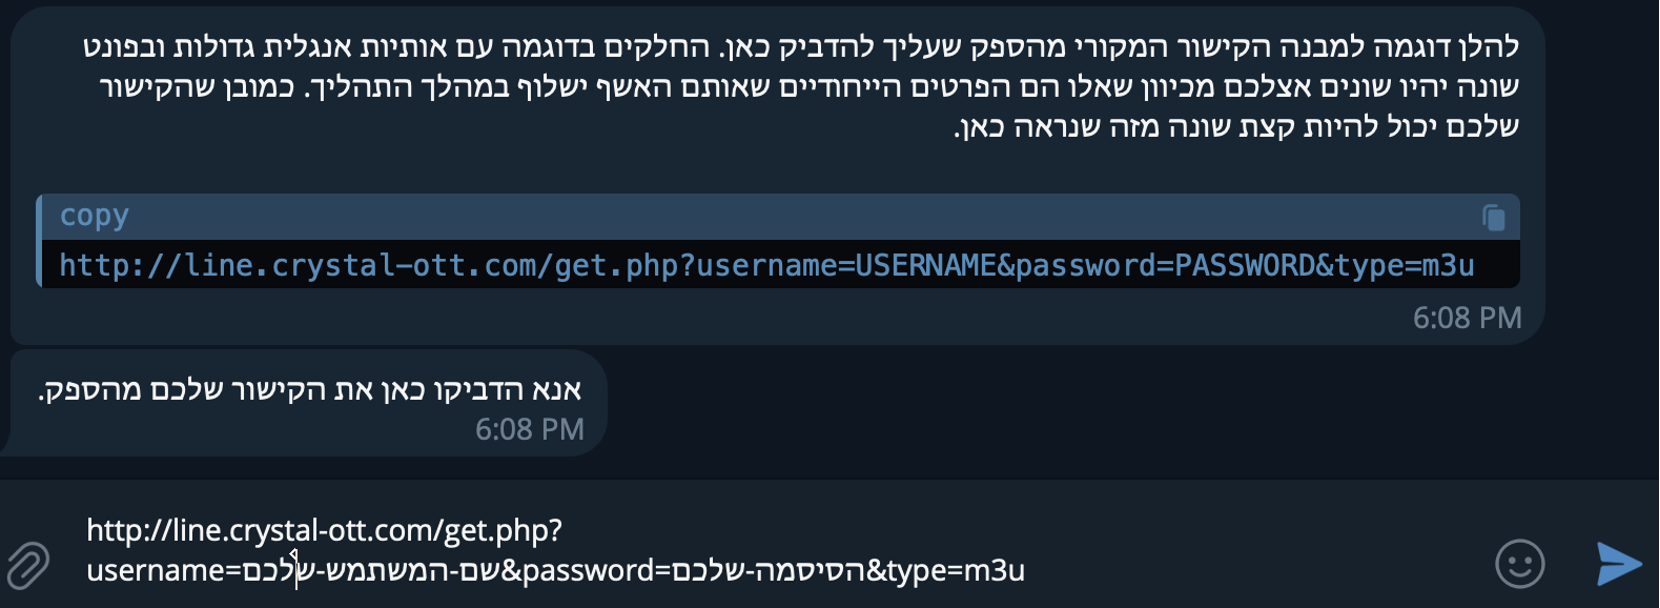 להלן דוגמה למבנה הקישור המקורי מהספק שעליך להדביק כאן. החלקים בדוגמה עם אותיות אנגלית גדולות ובפונט
שונה יהיו שונים אצלכם מכיוון שאלו הם הפרטים הייחודיים שאותם האשף ישלוף במהלך התהליך. כמובן שהקישור
שלכם יכול להיות קצת שונה מזה שנראה כאן.
copy
http://line.crystal-ott.com/get.php?username=USERNAME&password=PASSWORD&type=m3u
6:08 PM
אנא הדביקו כאן את הקישור שלכם מהספק.
6:08 PM
http://line.crystal-ott.com/get.php?
username=שם-המשתמש-שלכם&password=הסיסמה-שלכם&type=m3u